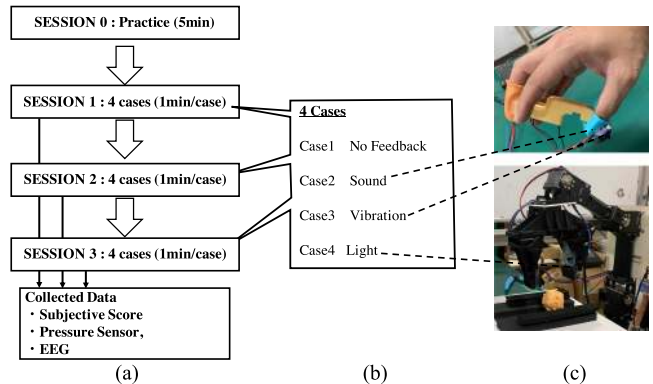 SESSION 0 : Practice (5min)
SESSION 1 : 4 cases (1min/case)
SESSION 2 : 4 cases (1min/case)
SESSION 3 : 4 cases (1min/case)
Collected Data
・Subjective Score
・Pressure Sensor,
・EEG
(a)
4 Cases
Case1 No Feedback
Case2 Sound
Case3 Vibration
Case4 Light
(b)
(c)